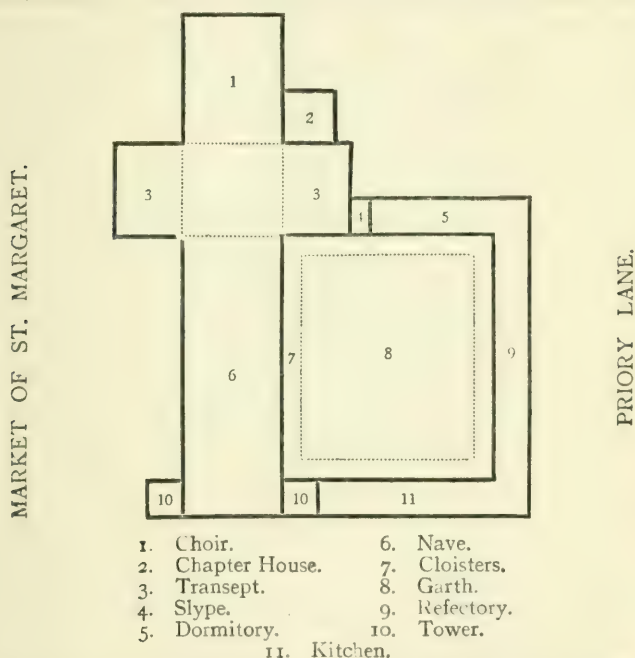 MARKET OF ST. MARGARET.
1
2
3
3
4
5
6
7
8
9
PRIORY LANE.
10
10
11
1. Choir.
2. Chapter House.
3. Transept.
4. Slype.
5. Dormitory.
6. Nave.
7. Cloisters.
8. Garth.
9. Refectory.
10. Tower.
11. Kitchen.